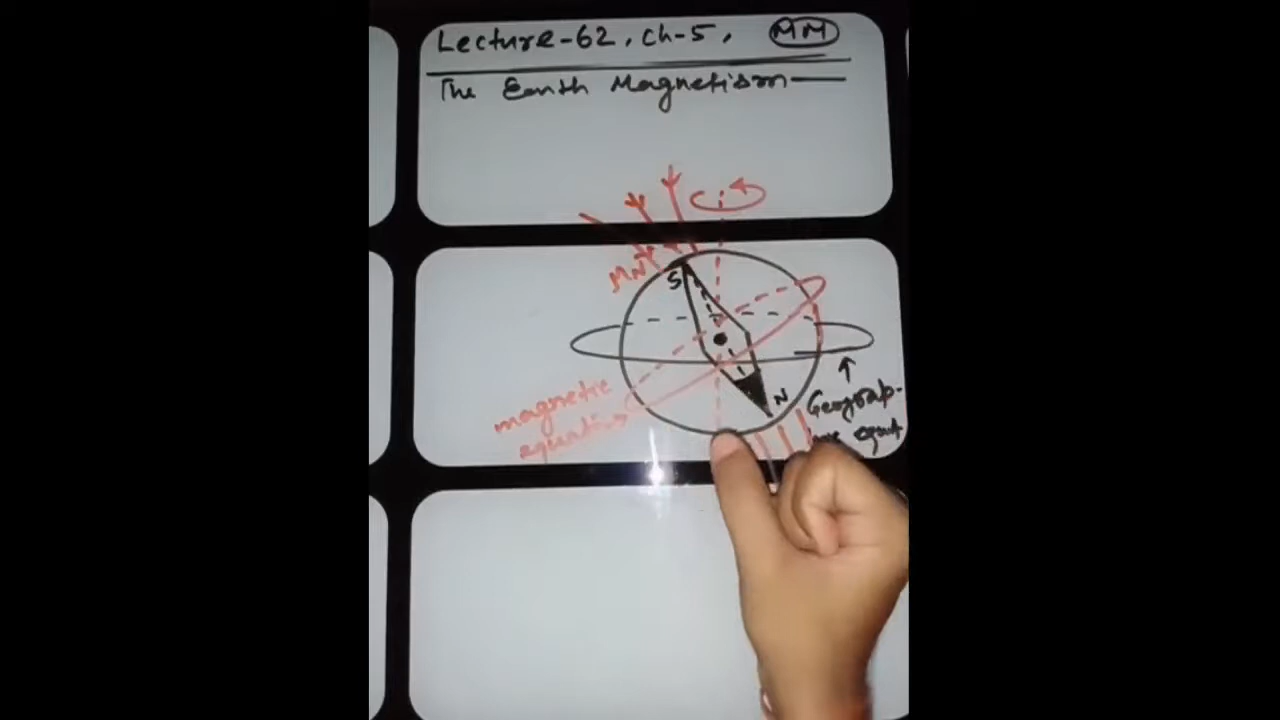 Lecture-62, Ch-5, MM
The Earth Magnetism
MN
S
N
magnetic
equator
Geograp-